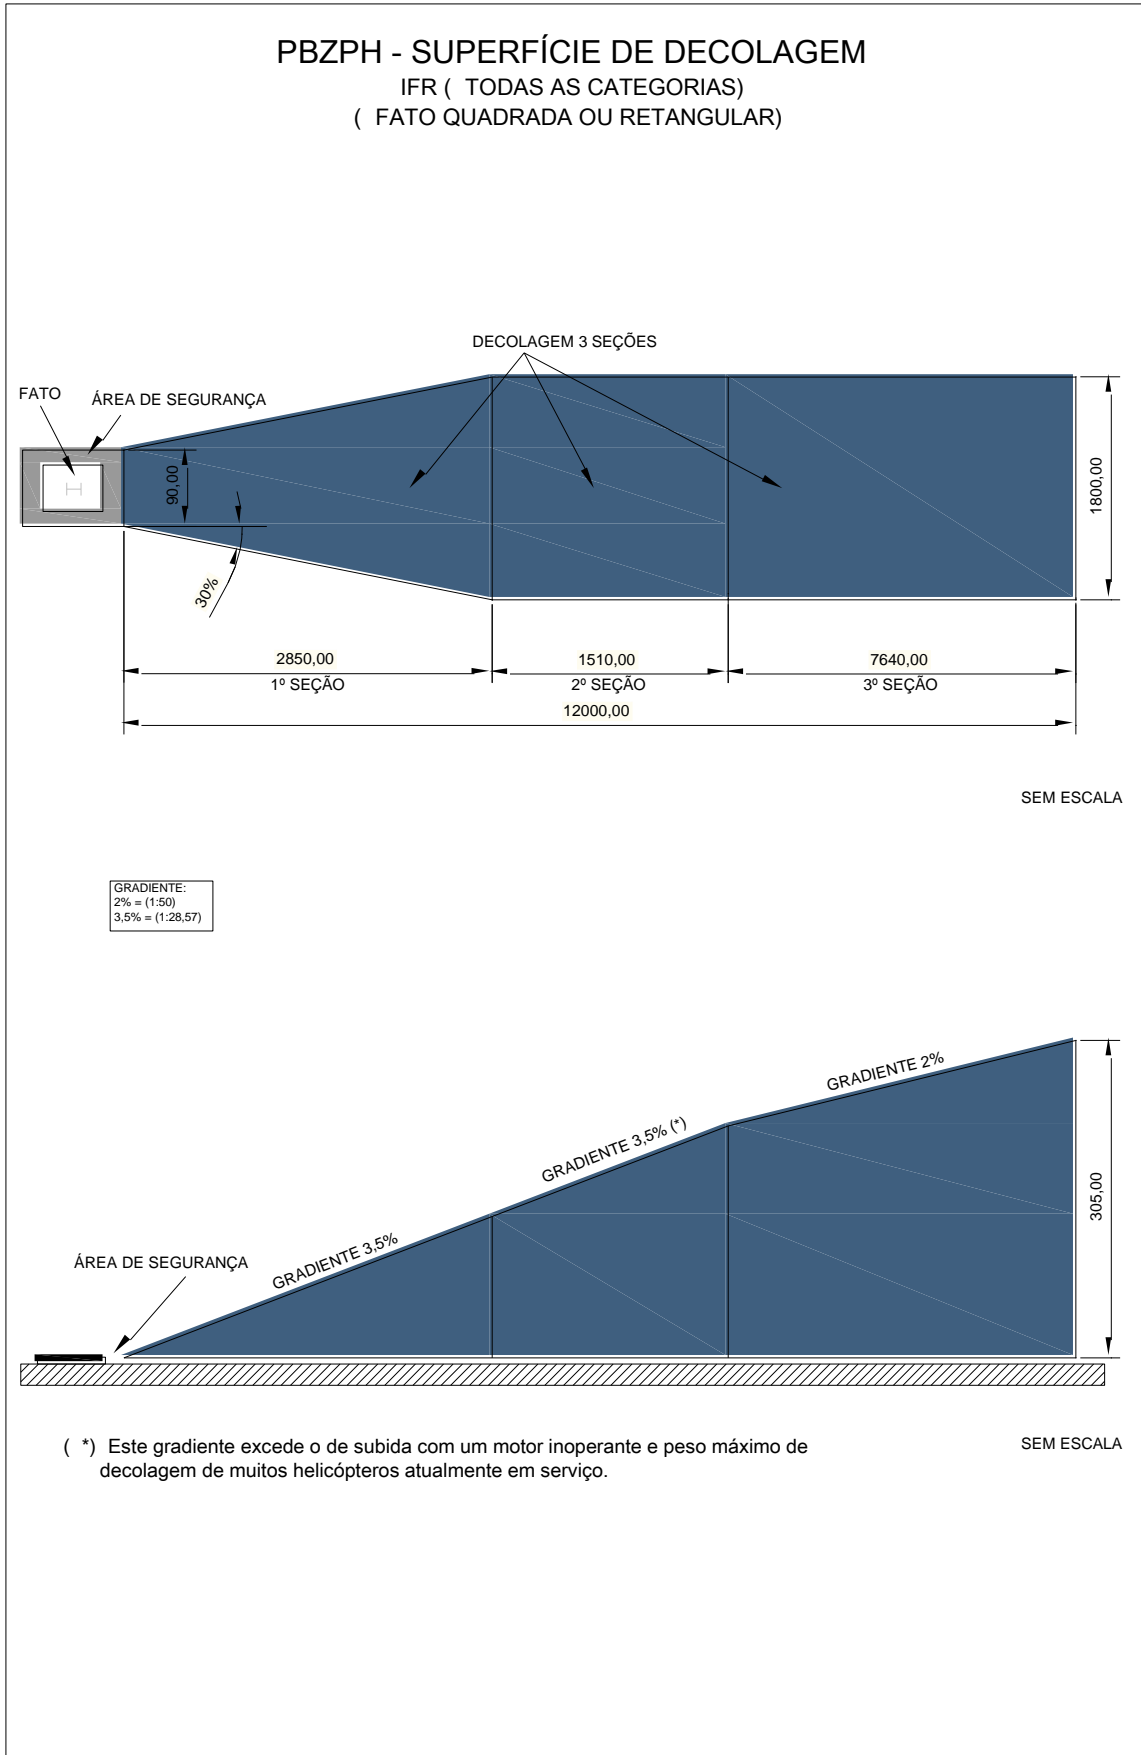 PBZPH - SUPERFÍCIE DE DECOLAGEM
IFR ( TODAS AS CATEGORIAS)
( FATO QUADRADA OU RETANGULAR)
DECOLAGEM 3 SEÇÕES
FATO
ÁREA DE SEGURANÇA
H
90,00
30%
1800,00
2850,00
1º SEÇÃO
1510,00
2º SEÇÃO
7640,00
3º SEÇÃO
12000,00
SEM ESCALA
GRADIENTE:
2% = (1:50)
3,5% = (1:28,57)
GRADIENTE 2%
GRADIENTE 3,5% (*)
GRADIENTE 3,5%
305,00
ÁREA DE SEGURANÇA
( *) Este gradiente excede o de subida com um motor inoperante e peso máximo de
decolagem de muitos helicópteros atualmente em serviço.
SEM ESCALA